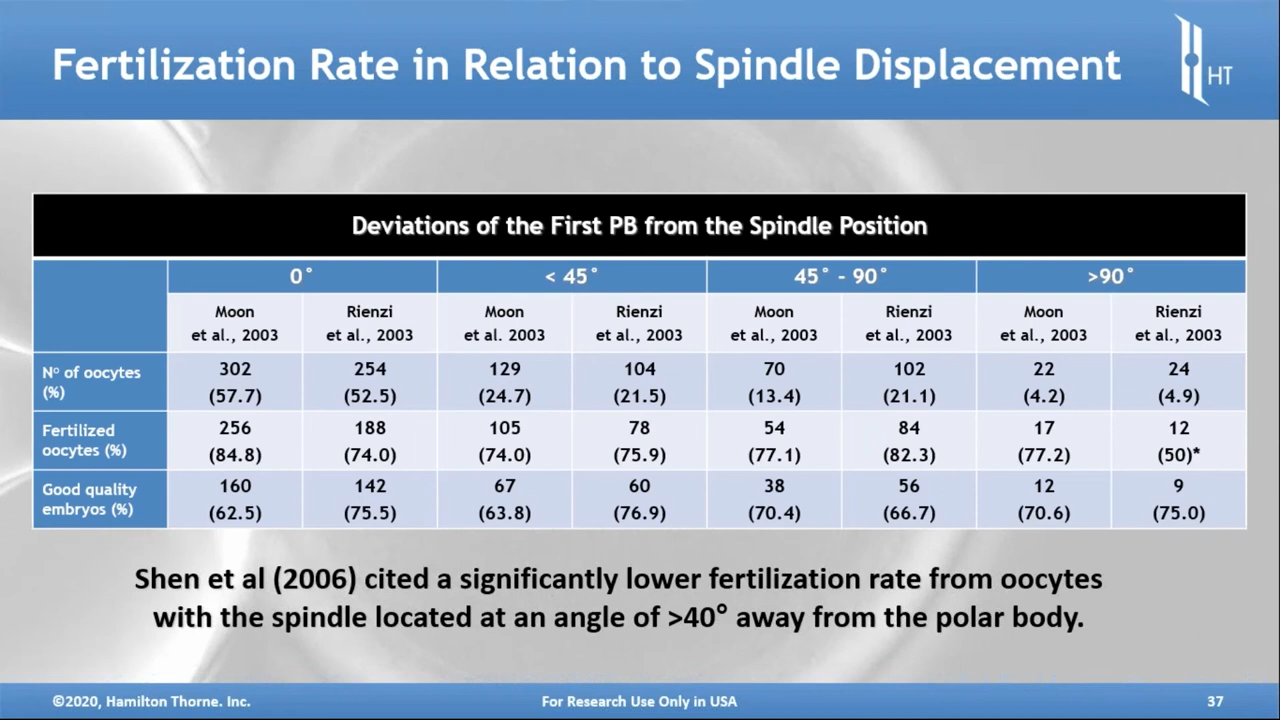 Fertilization Rate in Relation to Spindle Displacement
HT
Deviations of the First PB from the Spindle Position
0° < 45° 45° - 90° >90°
Moon et al., 2003 Rienzi et al., 2003 Moon et al. 2003 Rienzi et al., 2003 Moon et al., 2003 Rienzi et al., 2003 Moon et al., 2003 Rienzi et al., 2003
Nº of oocytes (%) 302 (57.7) 254 (52.5) 129 (24.7) 104 (21.5) 70 (13.4) 102 (21.1) 22 (4.2) 24 (4.9)
Fertilized oocytes (%) 256 (84.8) 188 (74.0) 105 (74.0) 78 (75.9) 54 (77.1) 84 (82.3) 17 (77.2) 12 (50)*
Good quality embryos (%) 160 (62.5) 142 (75.5) 67 (63.8) 60 (76.9) 38 (70.4) 56 (66.7) 12 (70.6) 9 (75.0)
Shen et al (2006) cited a significantly lower fertilization rate from oocytes
with the spindle located at an angle of >40° away from the polar body.
©2020, Hamilton Thorne. Inc. For Research Use Only in USA 37